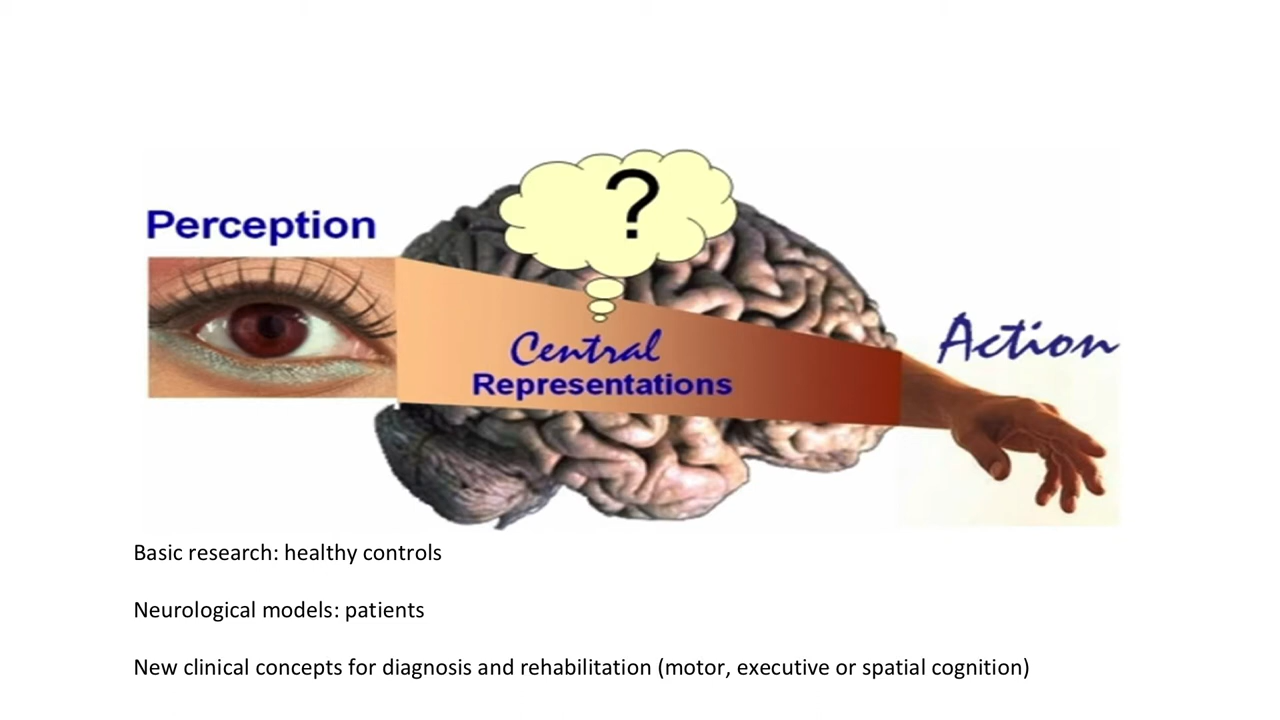 Perception
?
Action
Central
Representations
Basic research: healthy controls
Neurological models: patients
New clinical concepts for diagnosis and rehabilitation (motor, executive or spatial cognition)